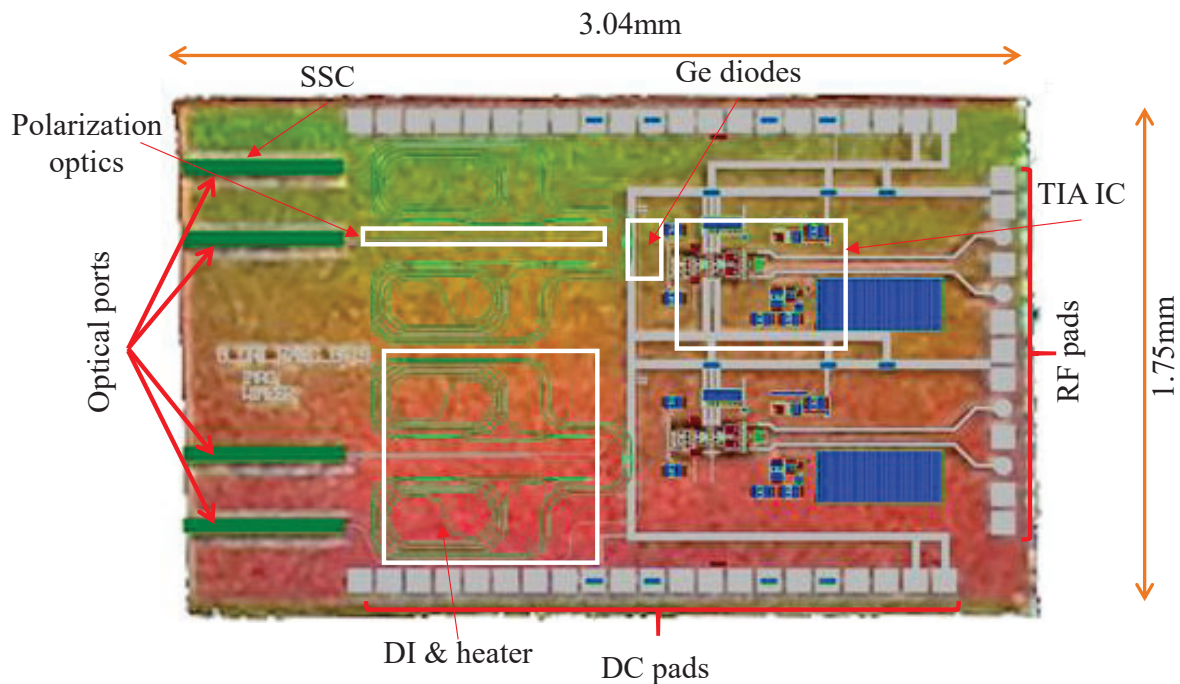 3.04mm
SSC
Ge diodes
Polarization
optics
TIA IC
Optical ports
RF pads
1.75mm
DI & heater
DC pads